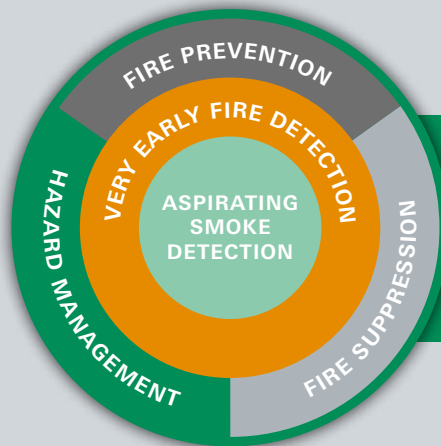 FIRE PREVENTION
VERY EARLY FIRE DETECTION
ASPIRATING
SMOKE
DETECTION
HAZARD MANAGEMENT
FIRE SUPPRESSION